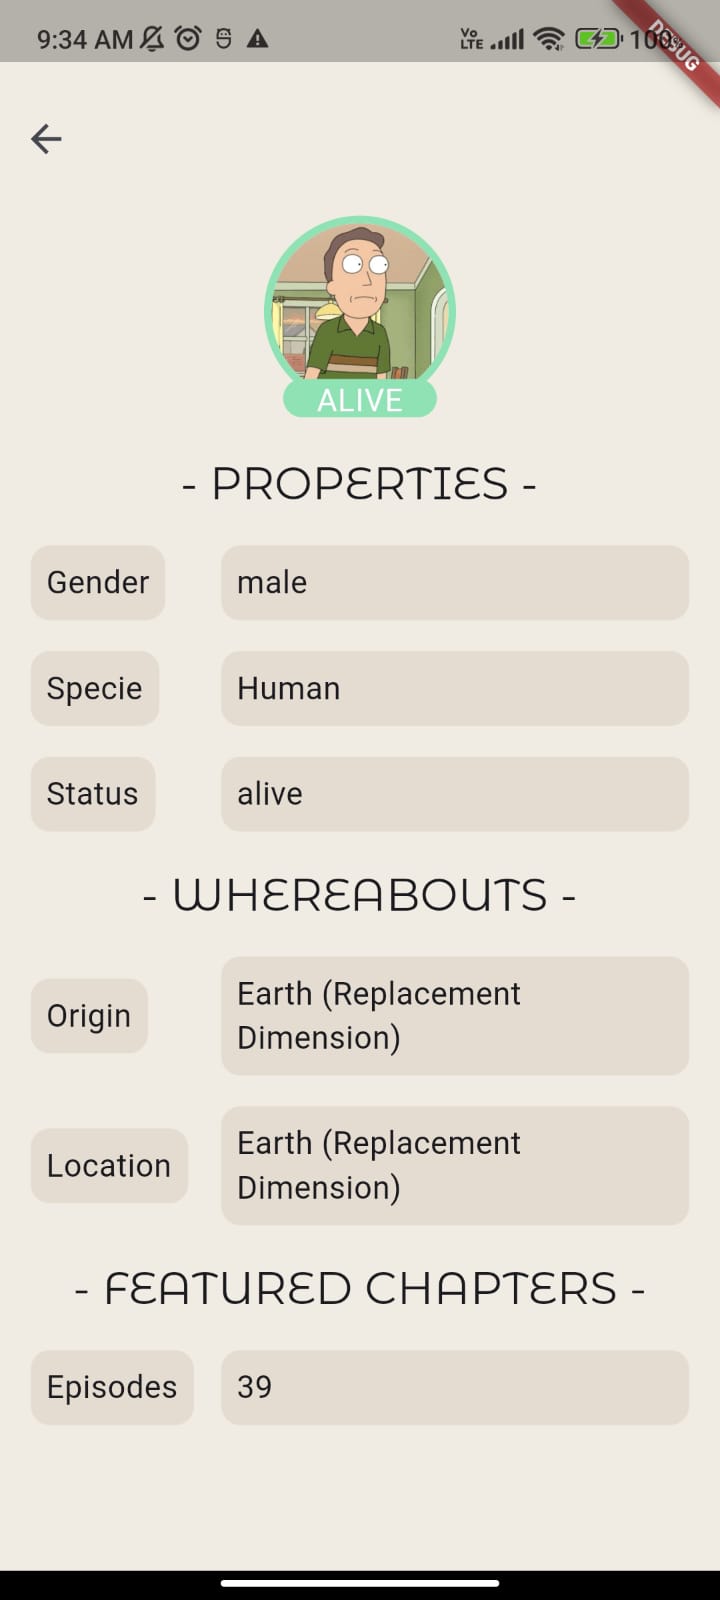 9:34 AM
Vo
LTE
100%
DEBUG
ALIVE
- PROPERTIES -
Gender male
Specie Human
Status alive
- WHEREABOUTS -
Origin Earth (Replacement
Dimension)
Location Earth (Replacement
Dimension)
- FEATURED CHAPTERS -
Episodes 39